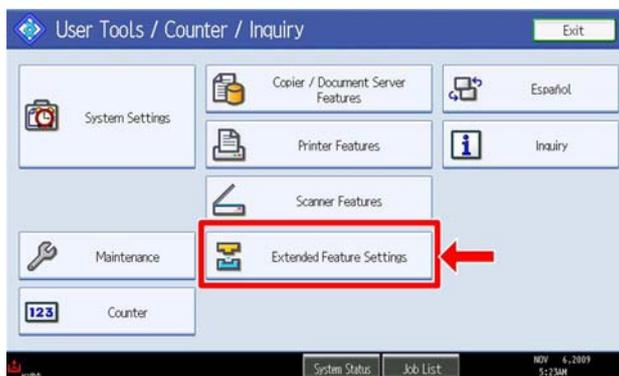 User Tools / Counter / Inquiry
Exit
System Settings
Copier / Document Server
Features
Español
Printer Features
Inquiry
Scanner Features
Maintenance
Extended Feature Settings
123
Counter
System Status
Job List
NOV 6,2009
5:23AM